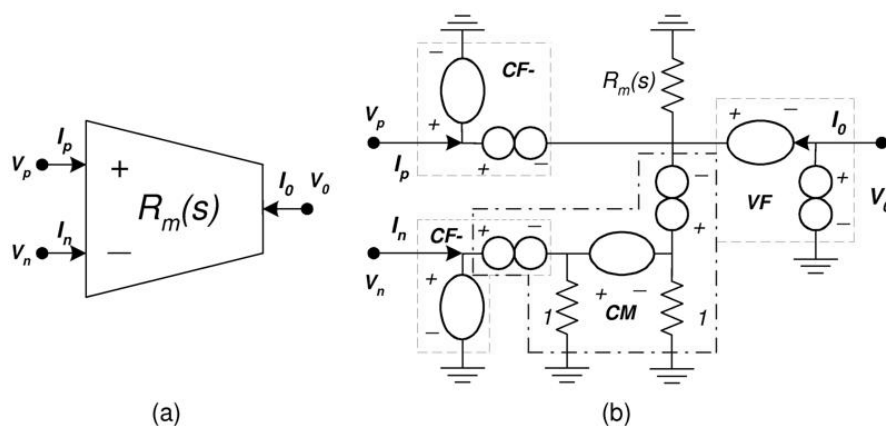 V_p
I_p
+
R_m(s)
I_0
V_0
V_n
I_n
−
(a)
−
CF-
+
+
−
V_p
I_p
R_m(s)
+
−
I_0
VF
+
−
V_0
I_n
V_n
CF-
+
−
+
−
−
+
+
−
CM
1
1
(b)